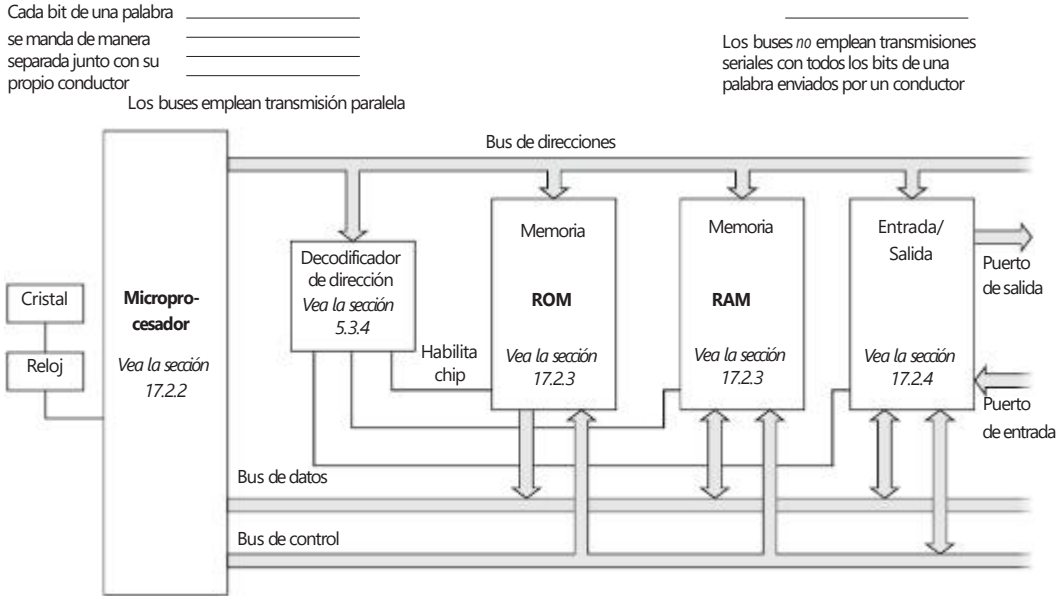 Cada bit de una palabra
se manda de manera
separada junto con su
propio conductor
Los buses emplean transmisión paralela
Los buses no emplean transmisiones
seriales con todos los bits de una
palabra enviados por un conductor
Bus de direcciones
Cristal
Reloj
Micropro-
cesador
Vea la sección
17.2.2
Decodificador
de dirección
Vea la sección
5.3.4
Habilita
chip
Memoria
ROM
Vea la sección
17.2.3
Memoria
RAM
Vea la sección
17.2.3
Entrada/
Salida
Vea la sección
17.2.4
Puerto
de salida
Puerto
de entrada
Bus de datos
Bus de control